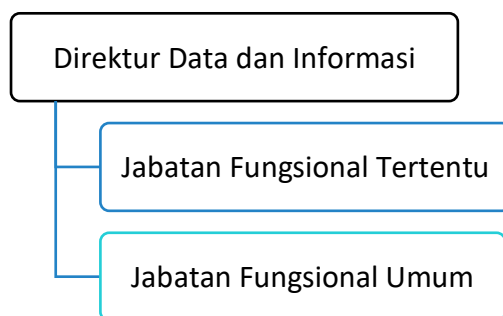 Direktur Data dan Informasi
Jabatan Fungsional Tertentu
Jabatan Fungsional Umum